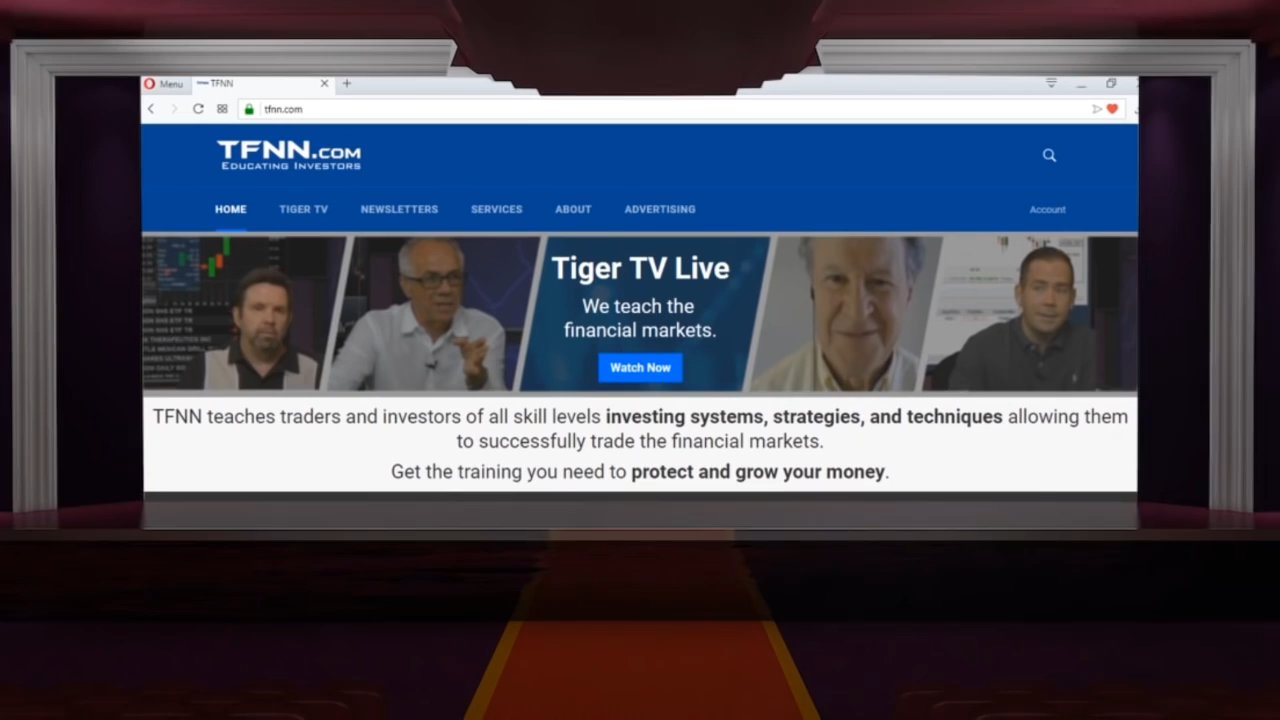 Menu
TFNN
tfnn.com
TFNN.COM
EDUCATING INVESTORS
HOME TIGER TV NEWSLETTERS SERVICES ABOUT ADVERTISING Account
Tiger TV Live
We teach the
financial markets.
Watch Now
TFNN teaches traders and investors of all skill levels investing systems, strategies, and techniques allowing them
to successfully trade the financial markets.
Get the training you need to protect and grow your money.